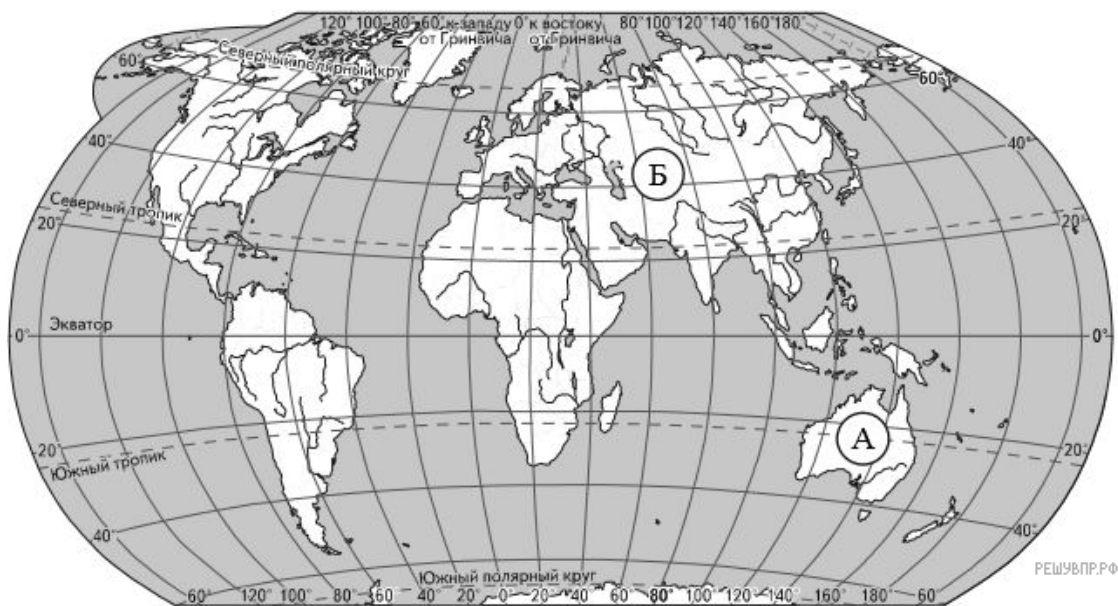 120° 100° 80° 60° к западу 0° к востоку 80° 100° 120° 140° 160° 180°
от Гринвича от Гринвича
Северный полярный круг
60° 60°
40° 40°
Б
Северный тропик
20° 20°
Экватор
0° 0°
А
20° 20°
Южный тропик
40° 40°
Южный полярный круг
60° 120° 100° 80° 60° 40° 20° 0° 20° 40° 60° 80° 100° 120° 140° 160° 180° 60°
РЕШУВПР.РФ